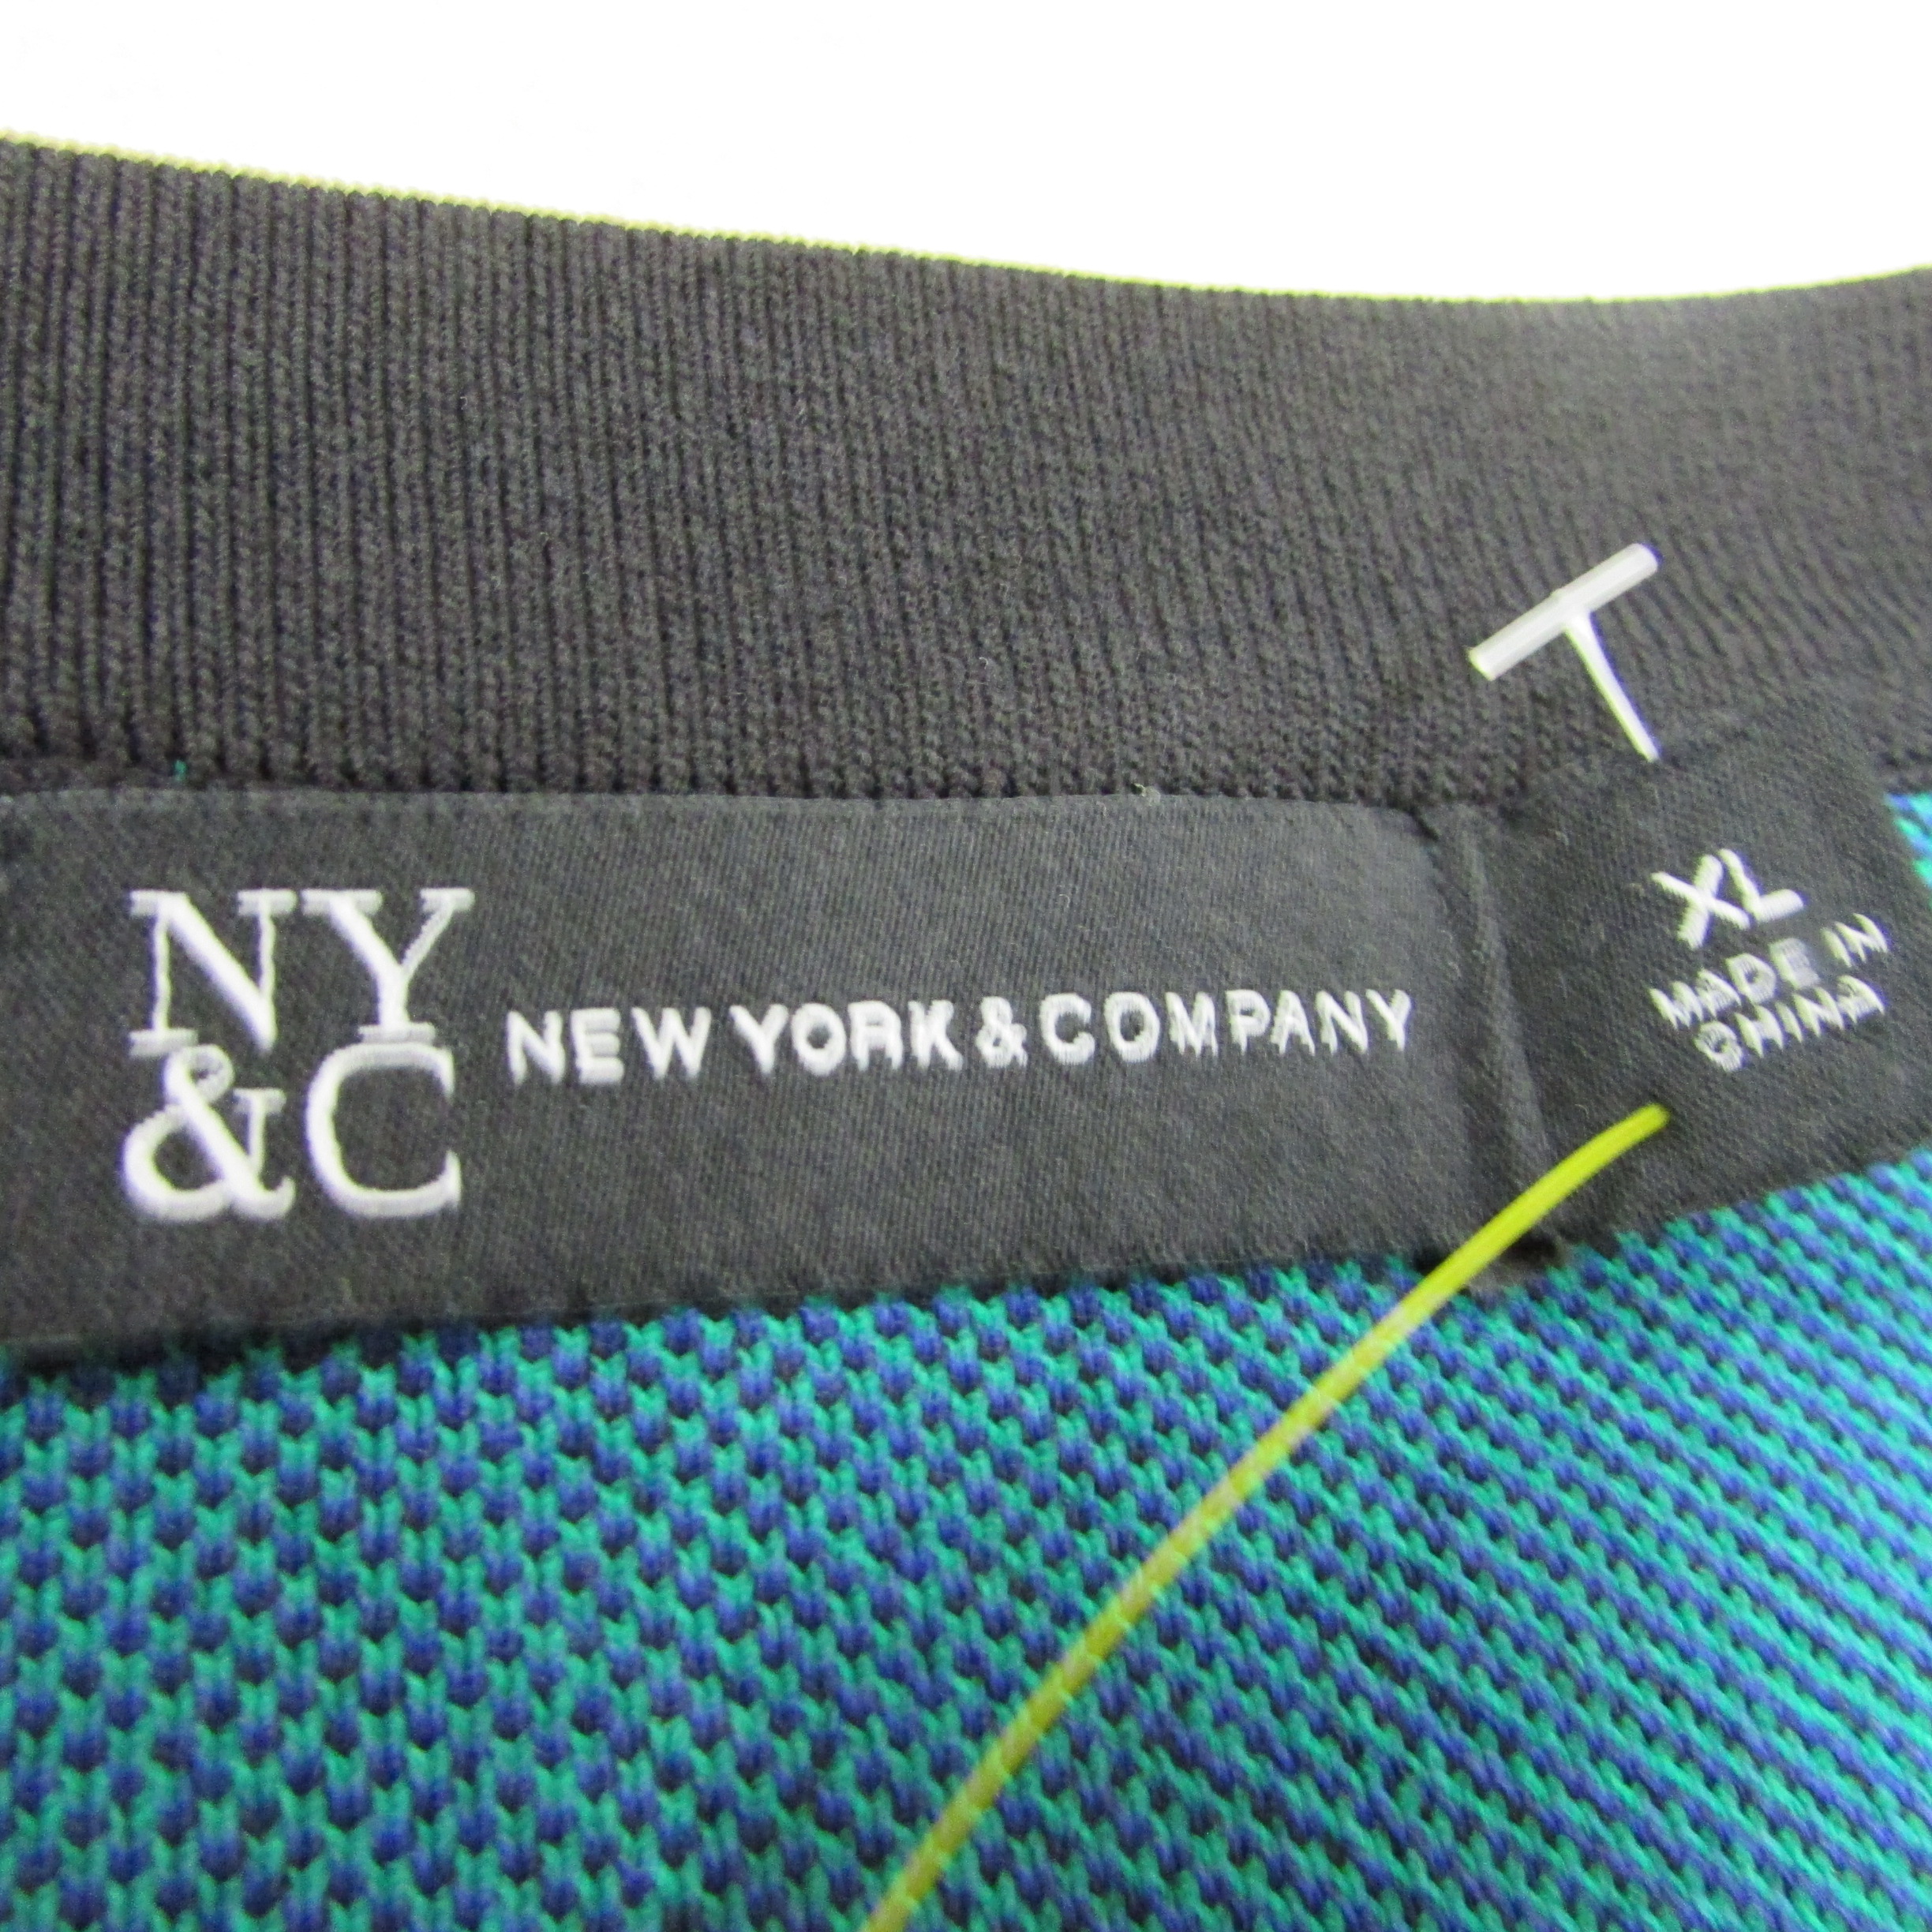 NY
&C
NEW YORK & COMPANY
XL
MADE IN
CHINA